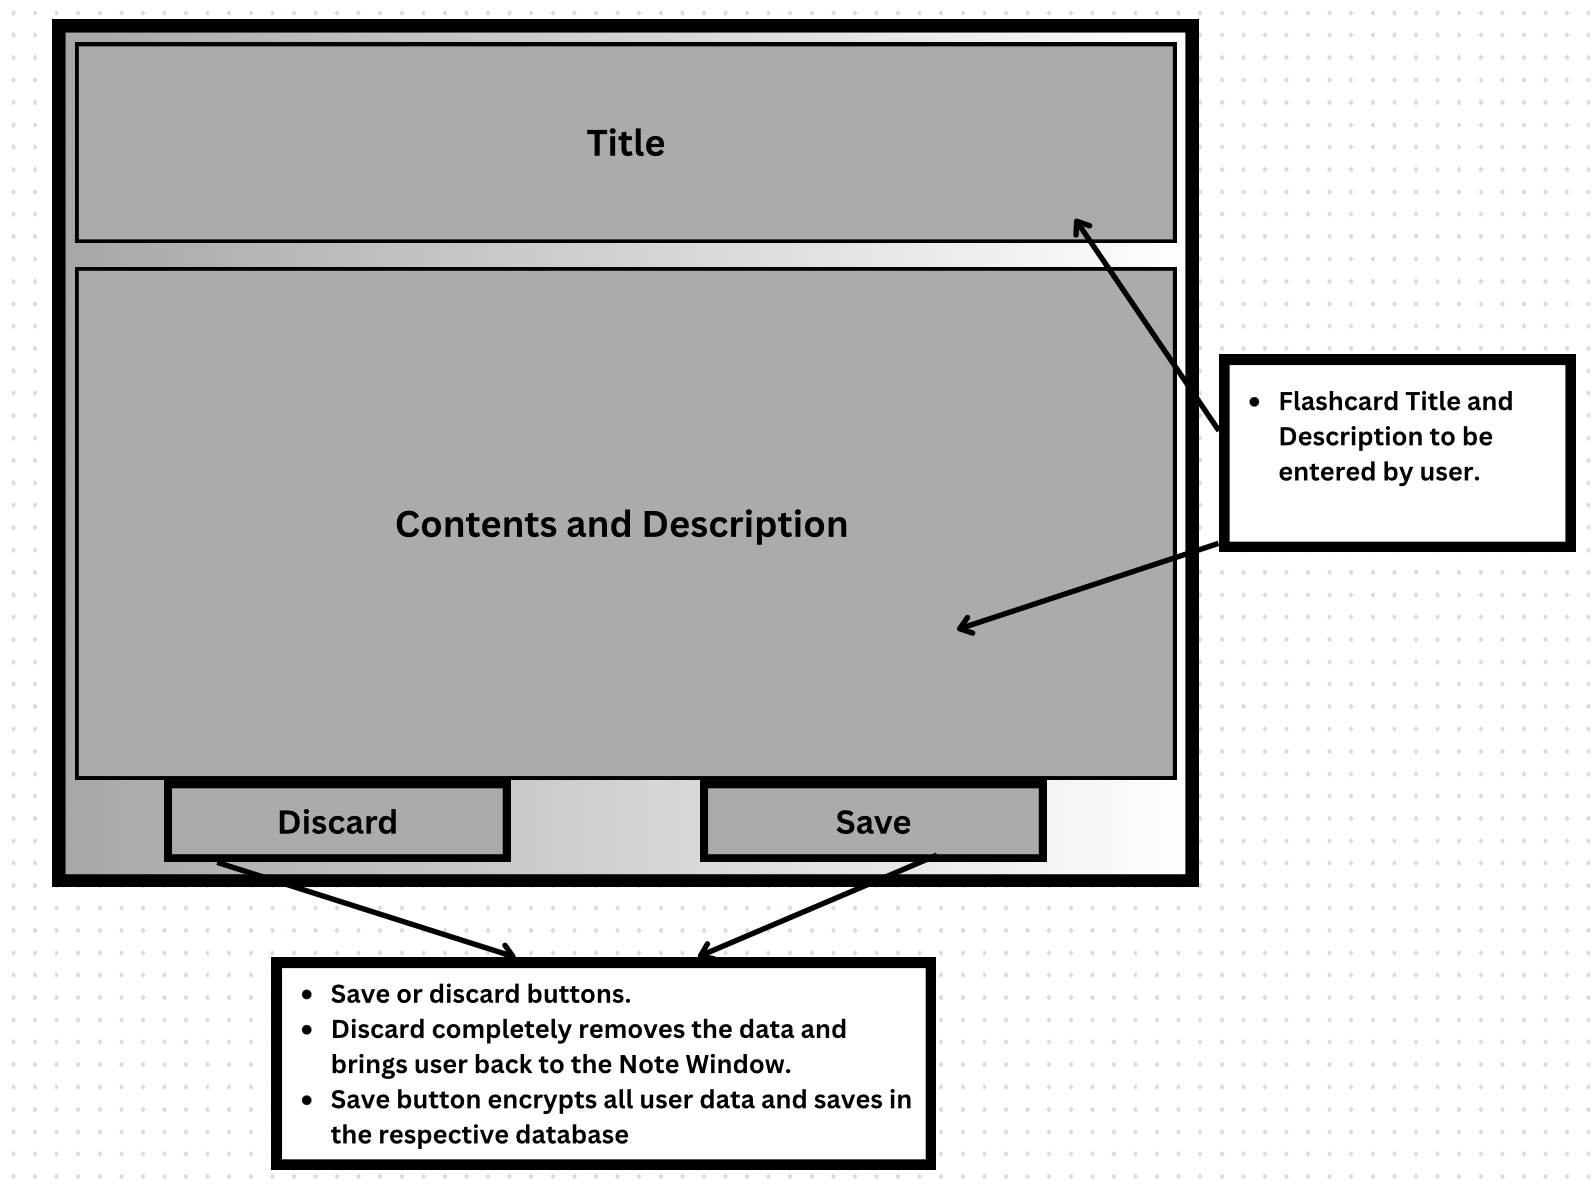 Title
Contents and Description
Discard
Save
• Flashcard Title and
Description to be
entered by user.
• Save or discard buttons.
• Discard completely removes the data and
brings user back to the Note Window.
• Save button encrypts all user data and saves in
the respective database